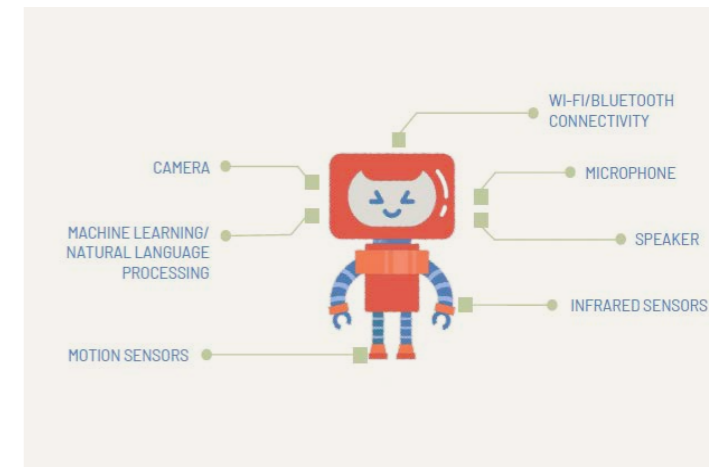 WI-FI/BLUETOOTH
CONNECTIVITY
CAMERA
MICROPHONE
MACHINE LEARNING/
NATURAL LANGUAGE
PROCESSING
SPEAKER
INFRARED SENSORS
MOTION SENSORS